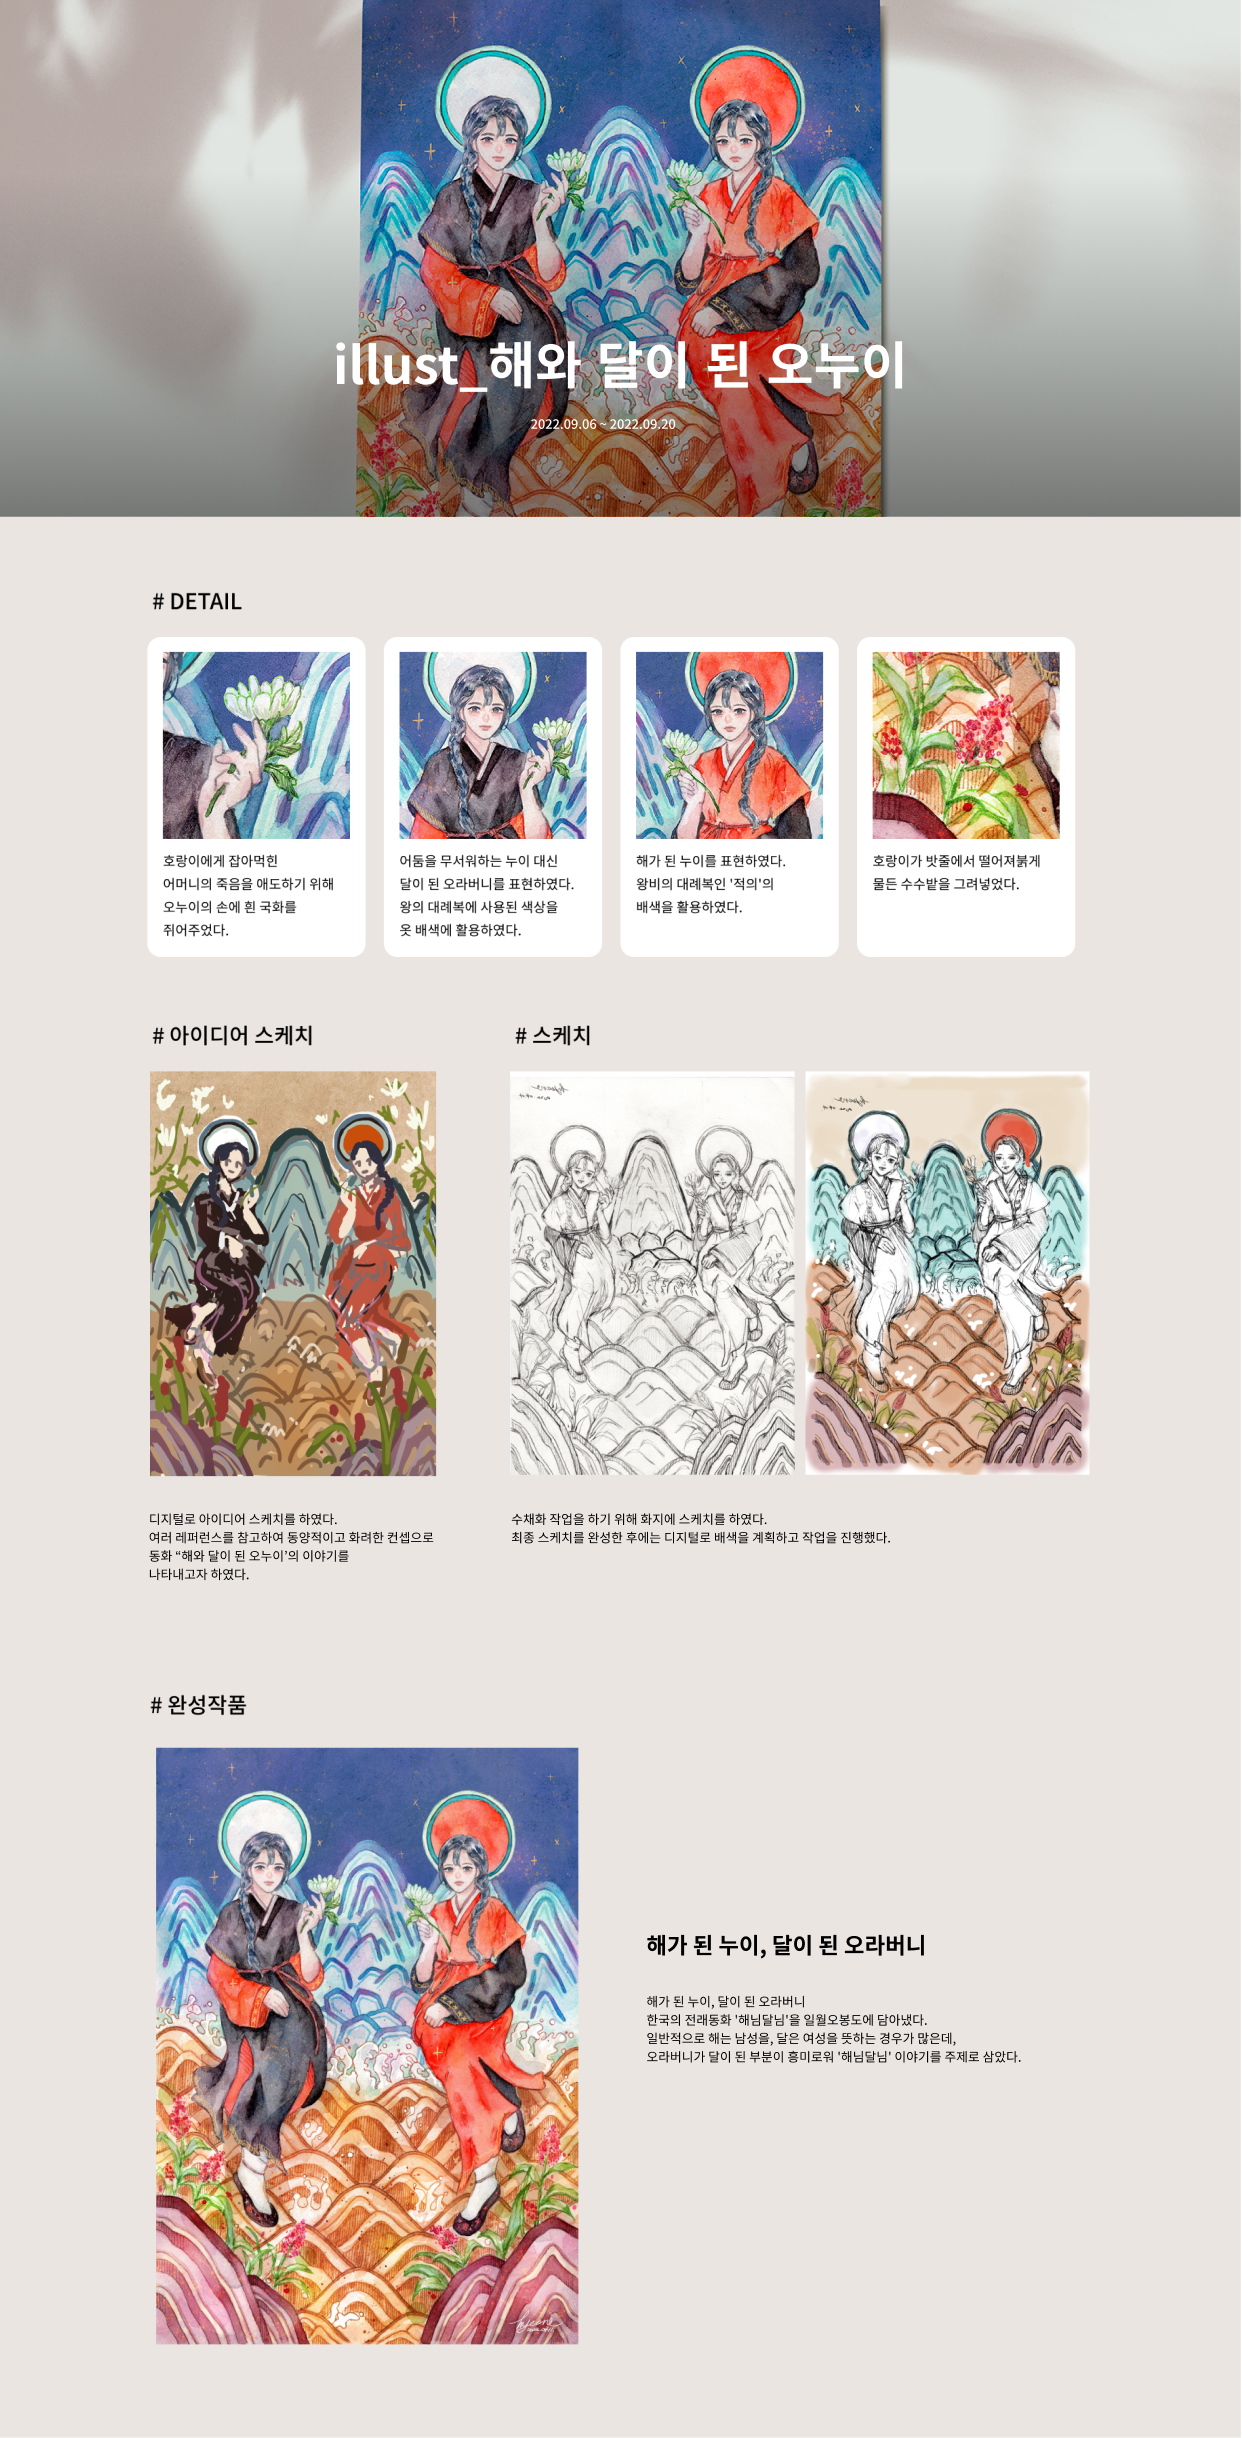 illust_해와 달이 된 오누이
2022.09.06 ~ 2022.09.20
# DETAIL
호랑이에게 잡아먹힌
어머니의 죽음을 애도하기 위해
오누이의 손에 흰 국화를
쥐어주었다.
어둠을 무서워하는 누이 대신
달이 된 오라버니를 표현하였다.
왕의 대례복에 사용된 색상을
옷 배색에 활용하였다.
해가 된 누이를 표현하였다.
왕비의 대례복인 '적의'의
배색을 활용하였다.
호랑이가 밧줄에서 떨어져붉게
물든 수수밭을 그려넣었다.
# 아이디어 스케치
디지털로 아이디어 스케치를 하였다.
여러 레퍼런스를 참고하여 동양적이고 화려한 컨셉으로
동화 “해와 달이 된 오누이’의 이야기를
나타내고자 하였다.
# 스케치
수채화 작업을 하기 위해 화지에 스케치를 하였다.
최종 스케치를 완성한 후에는 디지털로 배색을 계획하고 작업을 진행했다.
# 완성작품
해가 된 누이, 달이 된 오라버니
해가 된 누이, 달이 된 오라버니
한국의 전래동화 '해님달님'을 일월오봉도에 담아냈다.
일반적으로 해는 남성을, 달은 여성을 뜻하는 경우가 많은데,
오라버니가 달이 된 부분이 흥미로워 '해님달님' 이야기를 주제로 삼았다.